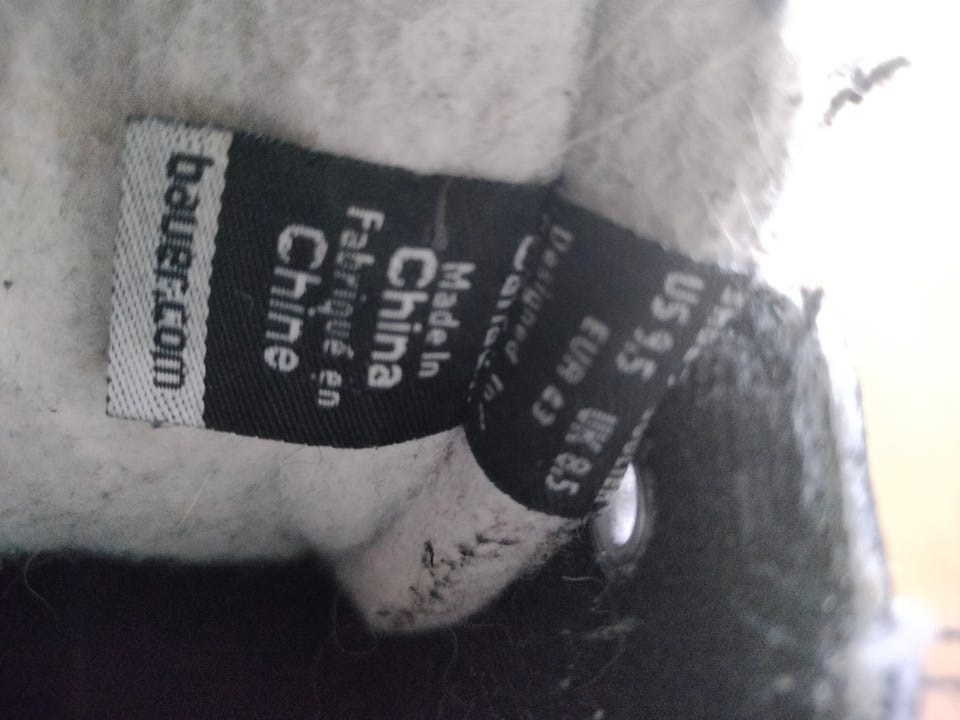 US 9.5 UK 8.5
EUR 43
Designed in
Made In
China
Fabriqué en
Chine
bauer.com